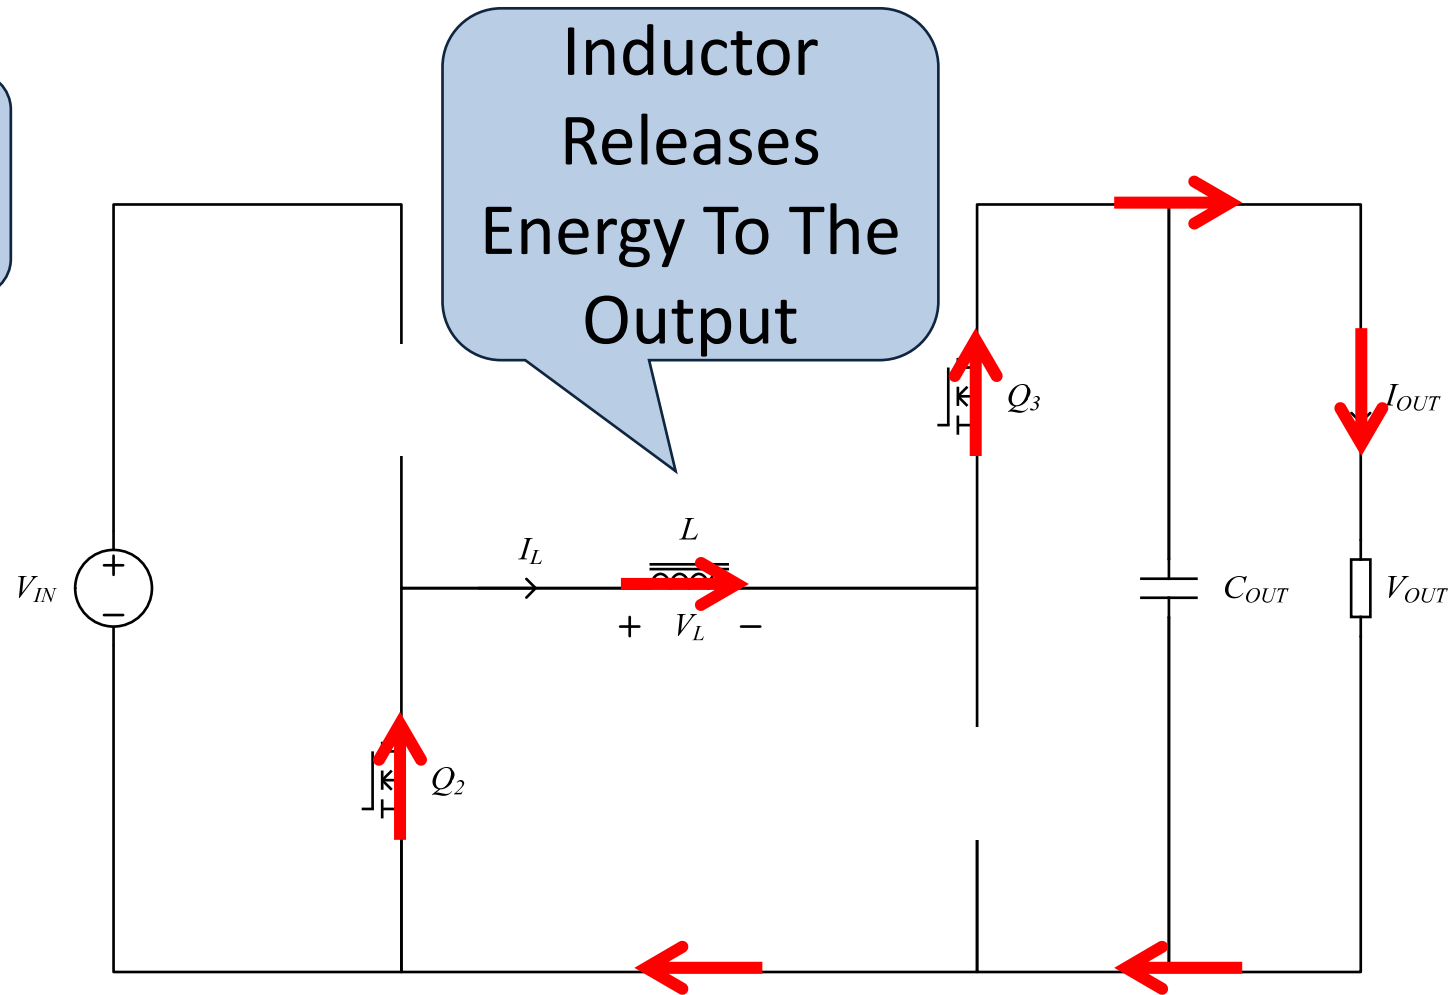 Inductor
Releases
Energy To The
Output
Q3
IOUT
L
IL
VIN
+
−
+ VL −
COUT
VOUT
Q2